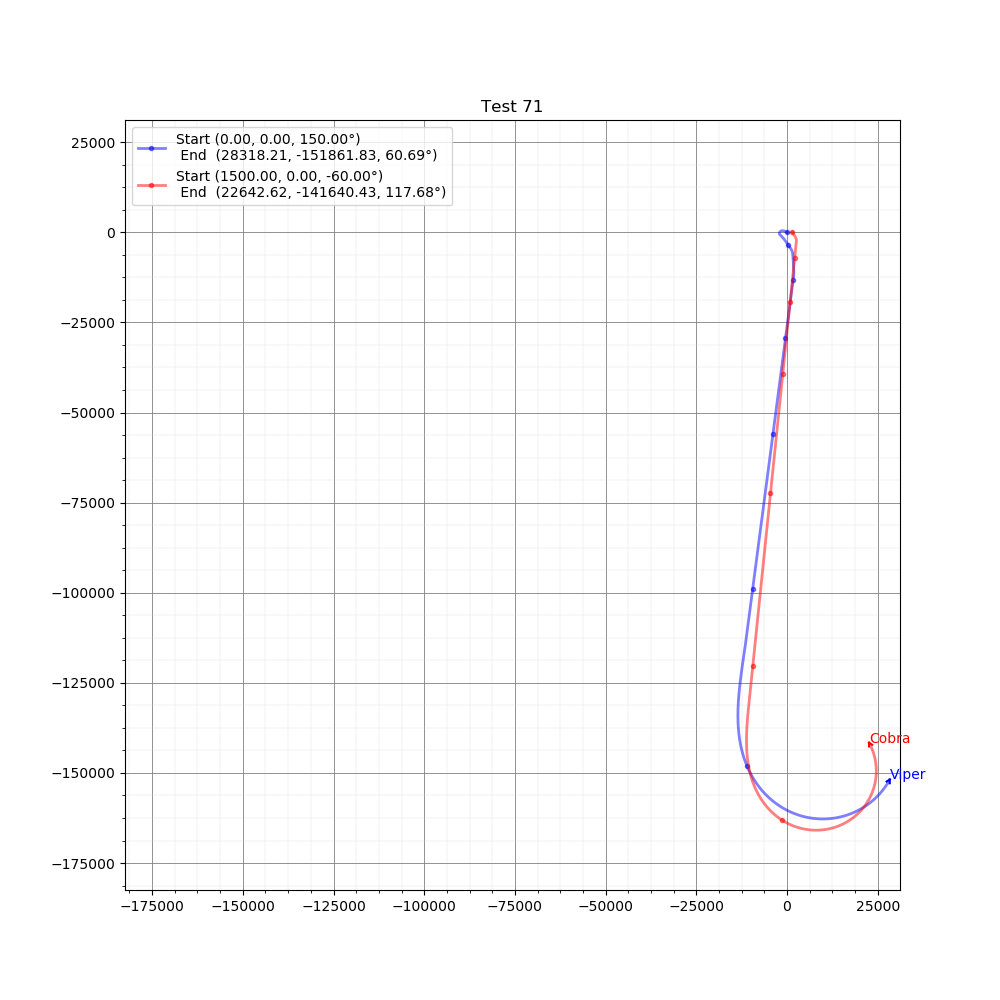 Test 71
Start (0.00, 0.00, 150.00°)
End  (28318.21, -151861.83, 60.69°)
Start (1500.00, 0.00, -60.00°)
End  (22642.62, -141640.43, 117.68°)
25000
0
−25000
−50000
−75000
−100000
−125000
−150000
−175000
Cobra
Viper
−175000 −150000 −125000 −100000 −75000 −50000 −25000 0 25000